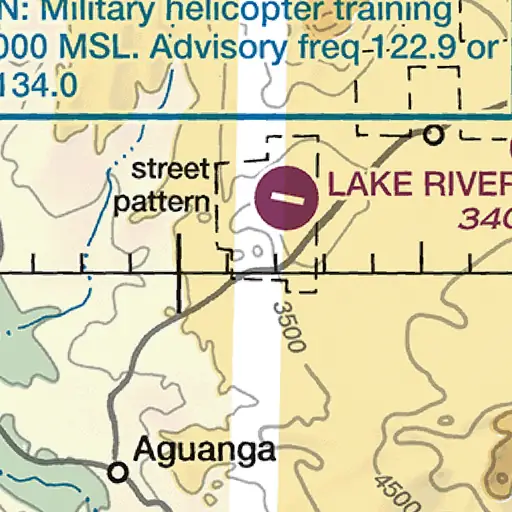 N: Military helicopter training
000 MSL. Advisory freq 122.9 or
134.0
street
pattern
LAKE RIVER
340
3500
Aguanga
4500